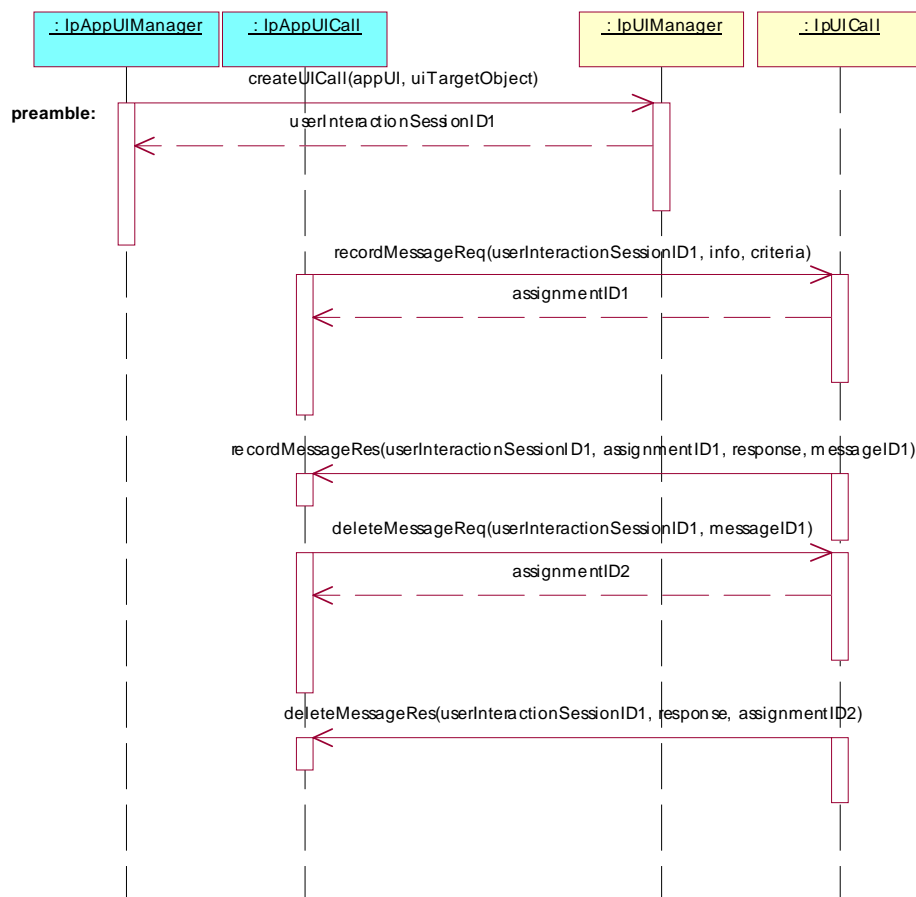 : IpAppUIManager
: IpAppUICall
: IpUIManager
: IpUICall
createUICall(appUI, uiTargetObject)
preamble:
userInteractionSessionID1
recordMessageReq(userInteractionSessionID1, info, criteria)
assignmentID1
recordMessageRes(userInteractionSessionID1, assignmentID1, response, messageID1)
deleteMessageReq(userInteractionSessionID1, messageID1)
assignmentID2
deleteMessageRes(userInteractionSessionID1, response, assignmentID2)